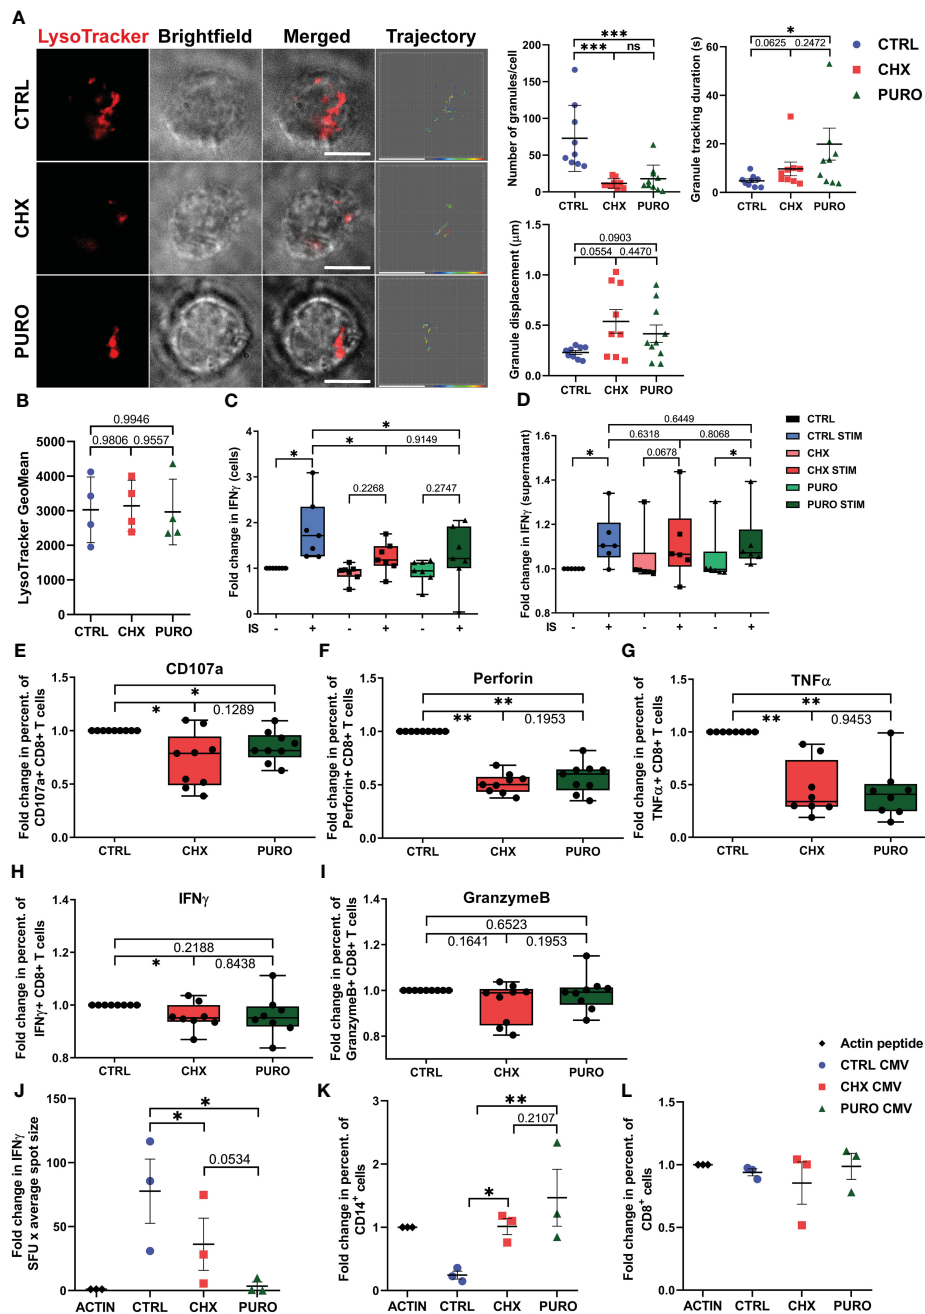 A
LysoTracker Brightfield Merged Trajectory
CTRL
CHX
PURO
Number of granules/cell
200
150
100
50
0
***
*** ns
CTRL CHX PURO
Granule tracking duration (s)
60
40
20
0
*
0.0625 0.2472
CTRL CHX PURO
CTRL
CHX
PURO
Granule displacement (μm)
1.5
1.0
0.5
0.0
0.0903
0.0554 0.4470
CTRL CHX PURO
B
LysoTracker GeoMean
5000
4000
3000
2000
1000
0
0.9946
0.9806 0.9557
CTRL CHX PURO
C
Fold change in IFNγ (cells)
4
3
2
1
0
*
* 0.9149
*
0.2268 0.2747
IS - + - + - +
D
Fold change in IFNγ (supernatant)
1.6
1.4
1.2
1.0
0.8
0.6449
0.6318 0.8068
* 0.0678 *
IS - + - + - +
CTRL
CTRL STIM
CHX
CHX STIM
PURO
PURO STIM
E
CD107a
Fold change in percent. of
CD107a+ CD8+ T cells
1.5
1.0
0.5
0.0
*
* 0.1289
CTRL CHX PURO
F
Perforin
Fold change in percent. of
Perforin+ CD8+ T cells
1.5
1.0
0.5
0.0
**
** 0.1953
CTRL CHX PURO
G
TNFα
Fold change in percent. of
TNFα+ CD8+ T cells
1.5
1.0
0.5
0.0
**
** 0.9453
CTRL CHX PURO
H
IFNγ
Fold change in percent. of
IFNγ+ CD8+ T cells
1.4
1.2
1.0
0.8
0.2188
* 0.8438
CTRL CHX PURO
I
GranzymeB
Fold change in percent. of
GranzymeB+ CD8+ T cells
1.4
1.2
1.0
0.8
0.6523
0.1641 0.1953
CTRL CHX PURO
Actin peptide
CTRL CMV
CHX CMV
PURO CMV
J
Fold change in IFNγ
SFU x average spot size
150
100
50
0
*
*
0.0534
ACTIN CTRL CHX PURO
K
Fold change in percent. of
CD14+ cells
3
2
1
0
**
0.2107
*
ACTIN CTRL CHX PURO
L
Fold change in percent. of
CD8+ cells
1.5
1.0
0.5
0.0
ACTIN CTRL CHX PURO